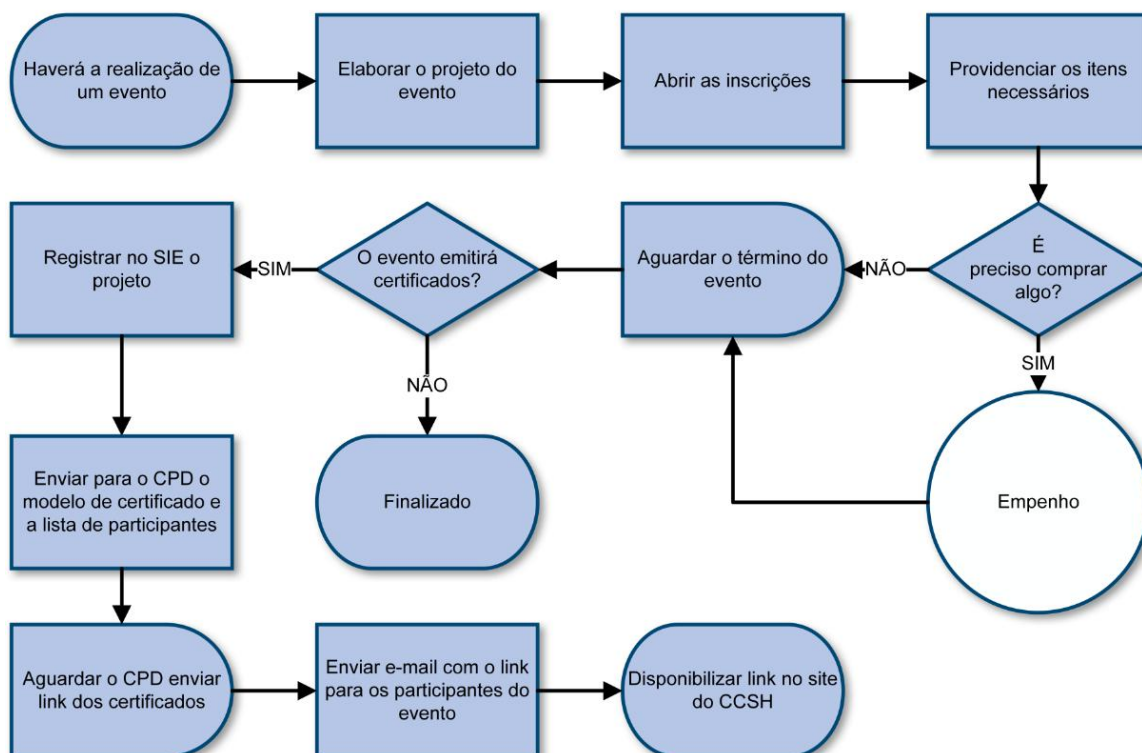 Haverá a realização de
um evento
Elaborar o projeto do
evento
Abrir as inscrições
Providenciar os itens
necessários
É
preciso comprar
algo?
NÃO
SIM
Empenho
Aguardar o término do
evento
O evento emitirá
certificados?
SIM
NÃO
Finalizado
Registrar no SIE o
projeto
Enviar para o CPD o
modelo de certificado e
a lista de participantes
Aguardar o CPD enviar
link dos certificados
Enviar e-mail com o link
para os participantes do
evento
Disponibilizar link no site
do CCSH